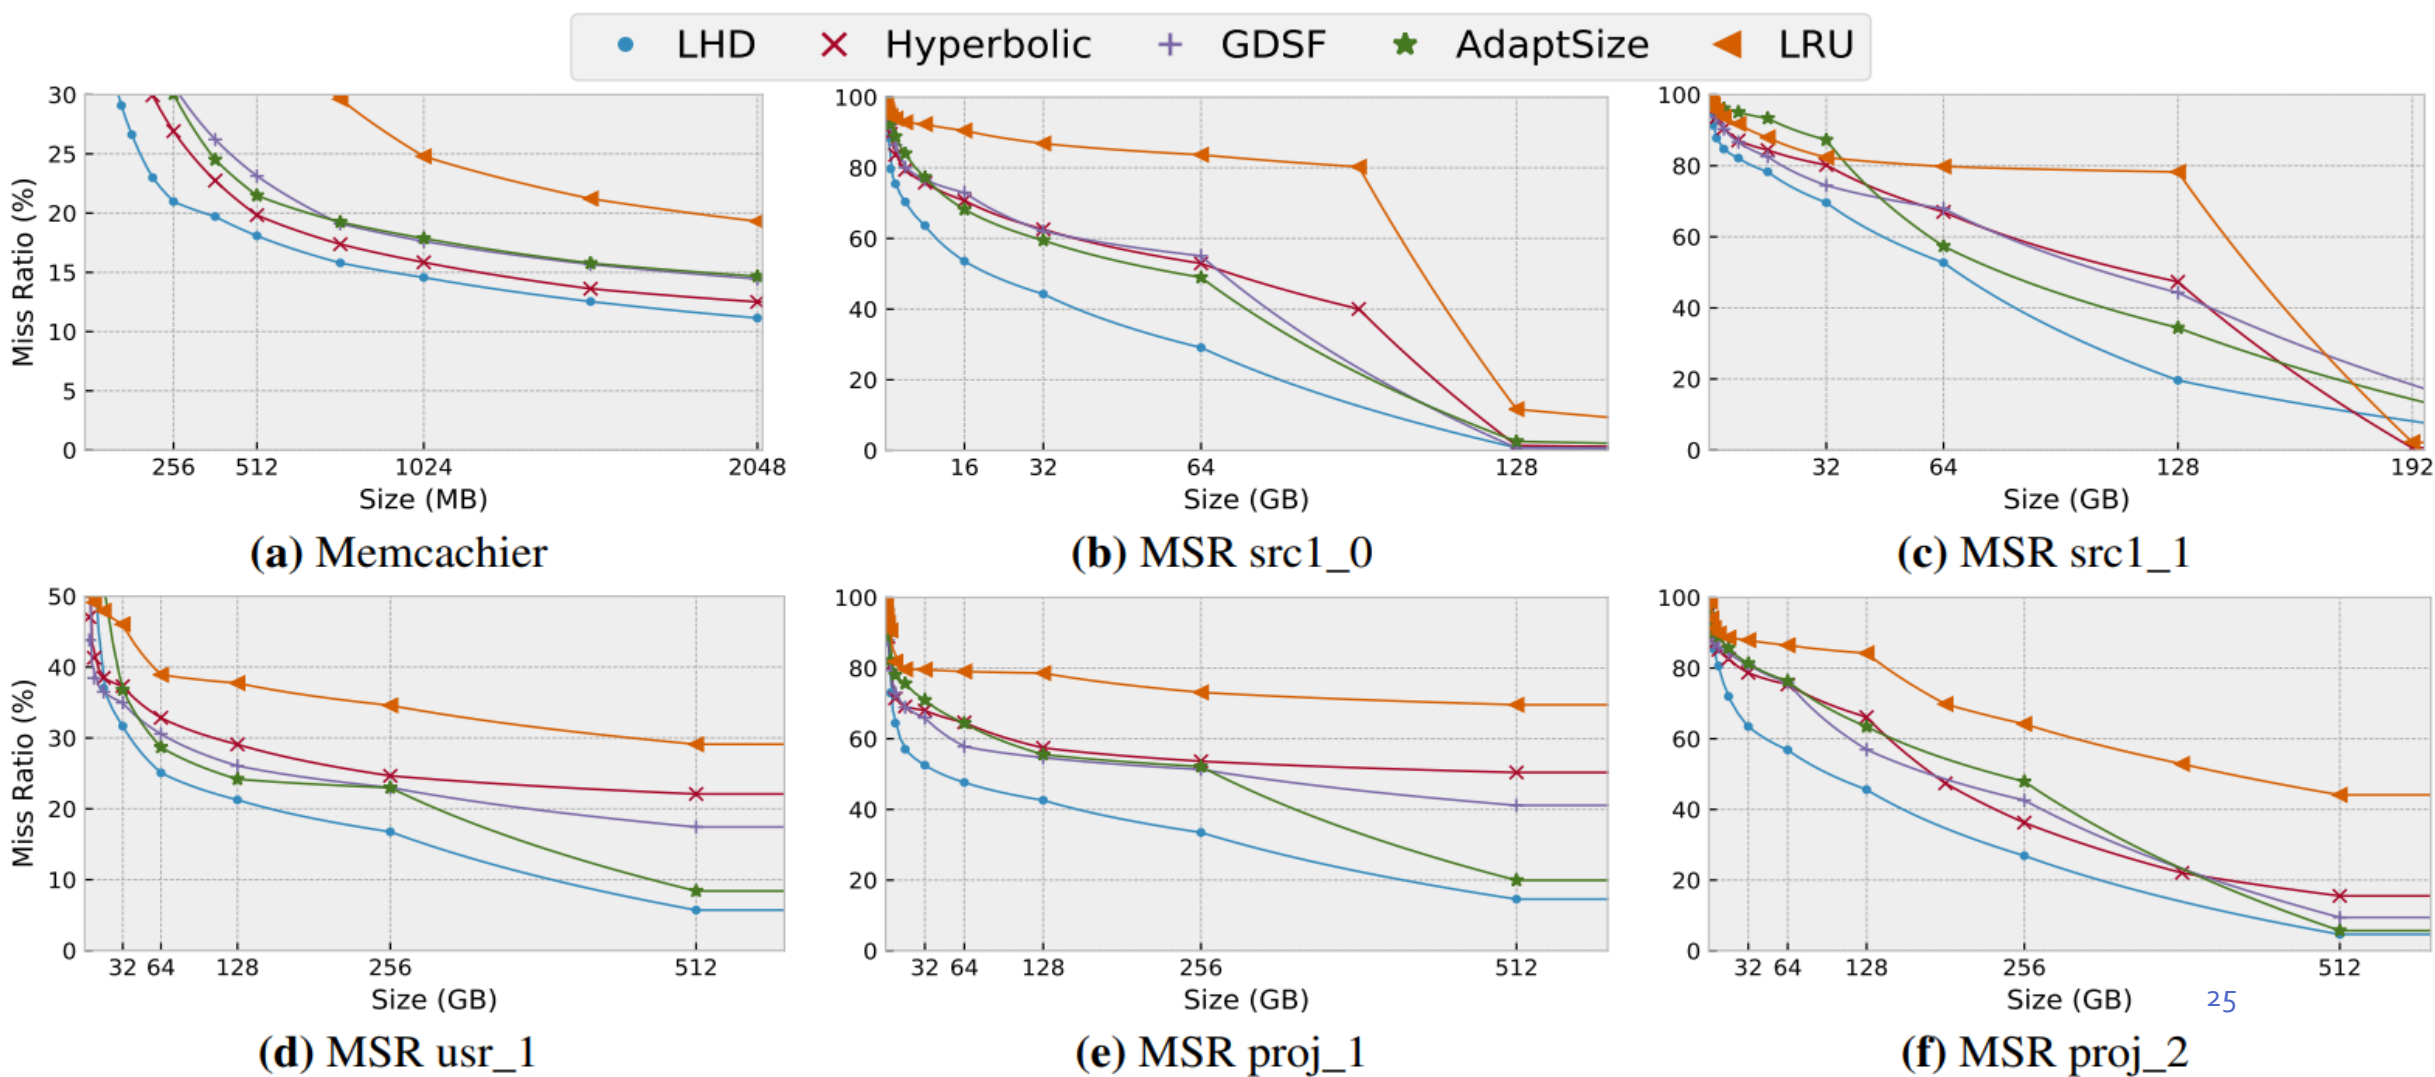 LHD Hyperbolic GDSF AdaptSize LRU
30
25
20
15
10
5
0
Miss Ratio (%)
256 512 1024 2048
Size (MB)
(a) Memcachier
100
80
60
40
20
0
16 32 64 128
Size (GB)
(b) MSR src1_0
100
80
60
40
20
0
32 64 128 192
Size (GB)
(c) MSR src1_1
50
40
30
20
10
0
Miss Ratio (%)
32 64 128 256 512
Size (GB)
(d) MSR usr_1
100
80
60
40
20
0
32 64 128 256 512
Size (GB)
(e) MSR proj_1
100
80
60
40
20
0
32 64 128 256 512
Size (GB)
25
(f) MSR proj_2